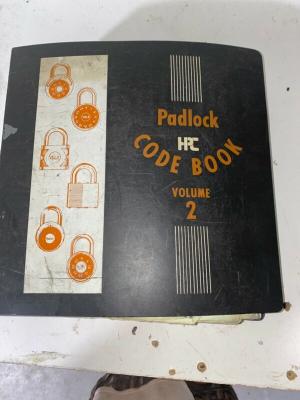 Padlock
HPC
CODE BOOK
VOLUME
2